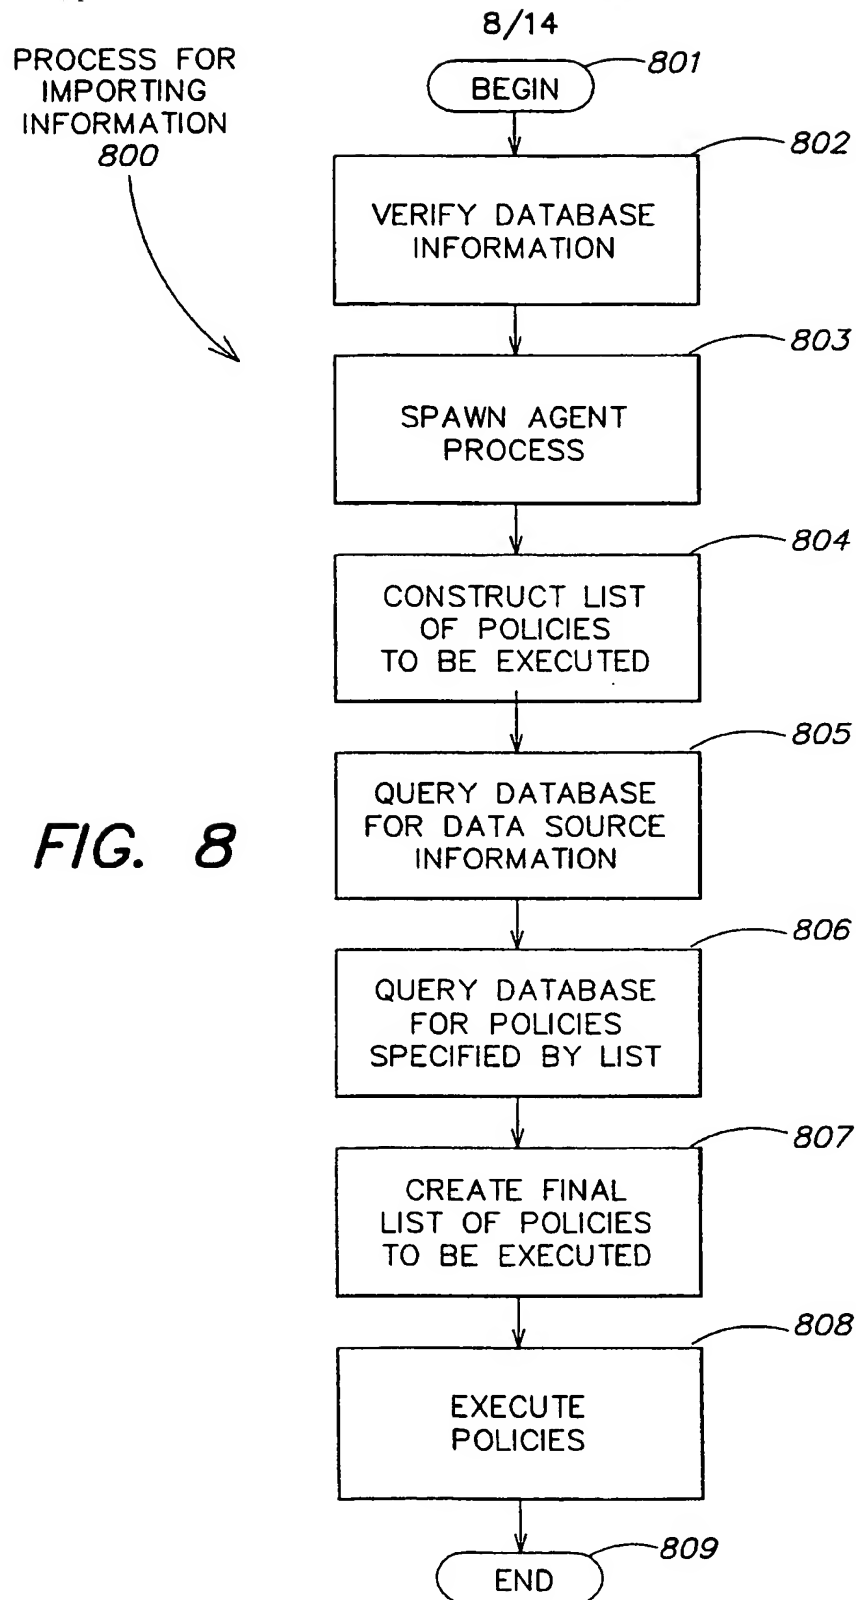 8/14
PROCESS FOR
IMPORTING
INFORMATION
800
BEGIN
801
VERIFY DATABASE
INFORMATION
802
SPAWN AGENT
PROCESS
803
CONSTRUCT LIST
OF POLICIES
TO BE EXECUTED
804
QUERY DATABASE
FOR DATA SOURCE
INFORMATION
805
FIG. 8
QUERY DATABASE
FOR POLICIES
SPECIFIED BY LIST
806
CREATE FINAL
LIST OF POLICIES
TO BE EXECUTED
807
EXECUTE
POLICIES
808
END
809